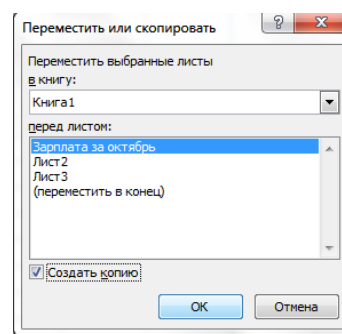 Переместить или скопировать
Переместить выбранные листы
в книгу:
Книга1
перед листом:
Зарплата за октябрь
Лист2
Лист3
(переместить в конец)
Создать копию
ОК
Отмена